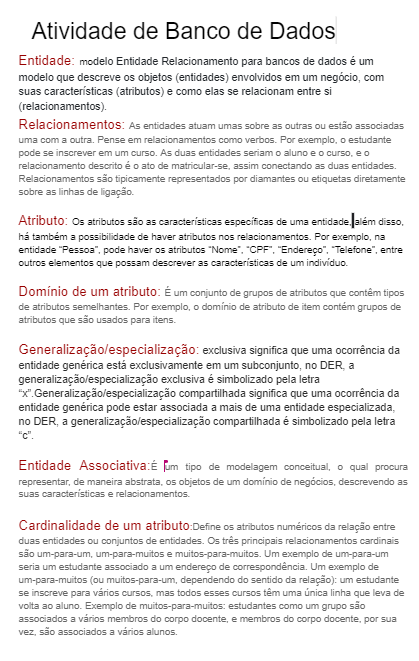 Atividade de Banco de Dados
Entidade: modelo Entidade Relacionamento para bancos de dados é um
modelo que descreve os objetos (entidades) envolvidos em um negócio, com
suas características (atributos) e como elas se relacionam entre si
(relacionamentos).
Relacionamentos: As entidades atuam umas sobre as outras ou estão associadas
uma com a outra. Pense em relacionamentos como verbos. Por exemplo, o estudante
pode se inscrever em um curso. As duas entidades seriam o aluno e o curso, e o
relacionamento descrito é o ato de matricular-se, assim conectando as duas entidades.
Relacionamentos são tipicamente representados por diamantes ou etiquetas diretamente
sobre as linhas de ligação.
Atributo: Os atributos são as características específicas de uma entidade, além disso,
há também a possibilidade de haver atributos nos relacionamentos. Por exemplo, na
entidade “Pessoa”, pode haver os atributos “Nome”, “CPF”, “Endereço”, “Telefone”, entre
outros elementos que possam descrever as características de um indivíduo.
Domínio de um atributo: É um conjunto de grupos de atributos que contêm tipos
de atributos semelhantes. Por exemplo, o domínio de atributo de item contém grupos de
atributos que são usados para itens.
Generalização/especialização: exclusiva significa que uma ocorrência da
entidade genérica está exclusivamente em um subconjunto, no DER, a
generalização/especialização exclusiva é simbolizado pela letra
“x”.Generalização/especialização compartilhada significa que uma ocorrência da
entidade genérica pode estar associada a mais de uma entidade especializada,
no DER, a generalização/especialização compartilhada é simbolizado pela letra
“c”.
Entidade Associativa:É um tipo de modelagem conceitual, o qual procura
representar, de maneira abstrata, os objetos de um domínio de negócios, descrevendo as
suas características e relacionamentos.
Cardinalidade de um atributo:Define os atributos numéricos da relação entre
duas entidades ou conjuntos de entidades. Os três principais relacionamentos cardinais
são um-para-um, um-para-muitos e muitos-para-muitos. Um exemplo de um-para-um
seria um estudante associado a um endereço de correspondência. Um exemplo de
um-para-muitos (ou muitos-para-um, dependendo do sentido da relação): um estudante
se inscreve para vários cursos, mas todos esses cursos têm uma única linha que leva de
volta ao aluno. Exemplo de muitos-para-muitos: estudantes como um grupo são
associados a vários membros do corpo docente, e membros do corpo docente, por sua
vez, são associados a vários alunos.